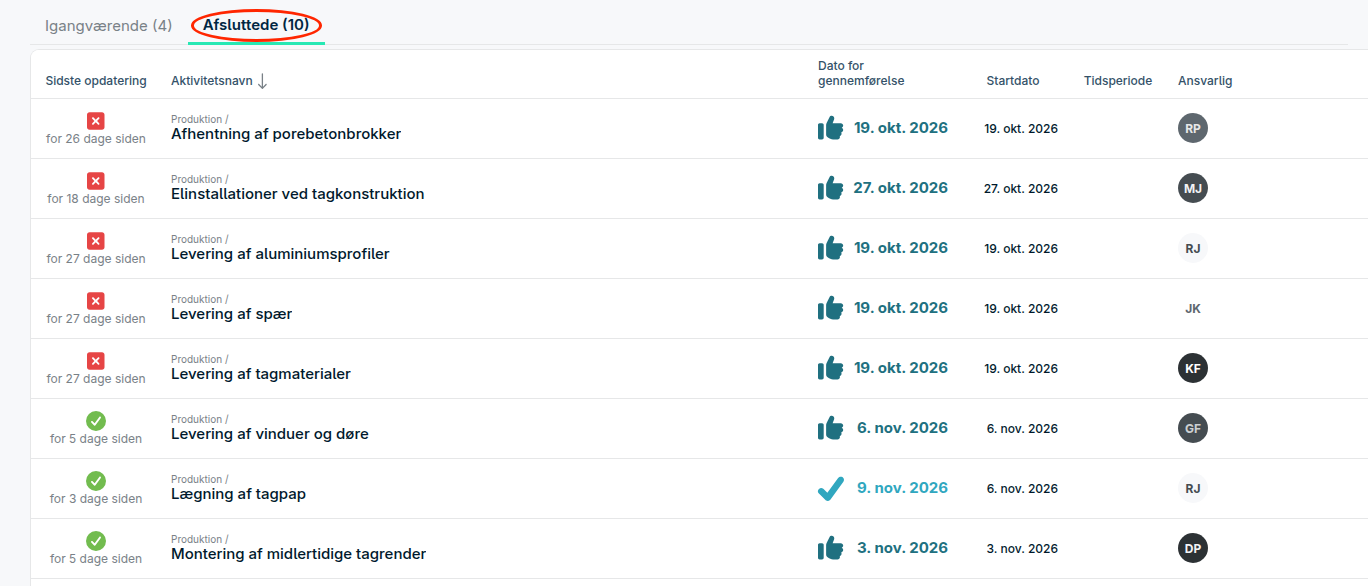 Igangværende (4) Afsluttede (10)
Sidste opdatering Aktivitetsnavn Dato for gennemførelse Startdato Tidsperiode Ansvarlig
for 26 dage siden Produktion / Afhentning af porebetonbrokker 19. okt. 2026 19. okt. 2026 RP
for 18 dage siden Produktion / Elinstallationer ved tagkonstruktion 27. okt. 2026 27. okt. 2026 MJ
for 27 dage siden Produktion / Levering af aluminiumsprofiler 19. okt. 2026 19. okt. 2026 RJ
for 27 dage siden Produktion / Levering af spær 19. okt. 2026 19. okt. 2026 JK
for 27 dage siden Produktion / Levering af tagmaterialer 19. okt. 2026 19. okt. 2026 KF
for 5 dage siden Produktion / Levering af vinduer og døre 6. nov. 2026 6. nov. 2026 GF
for 3 dage siden Produktion / Lægning af tagpap 9. nov. 2026 6. nov. 2026 RJ
for 5 dage siden Produktion / Montering af midlertidige tagrender 3. nov. 2026 3. nov. 2026 DP